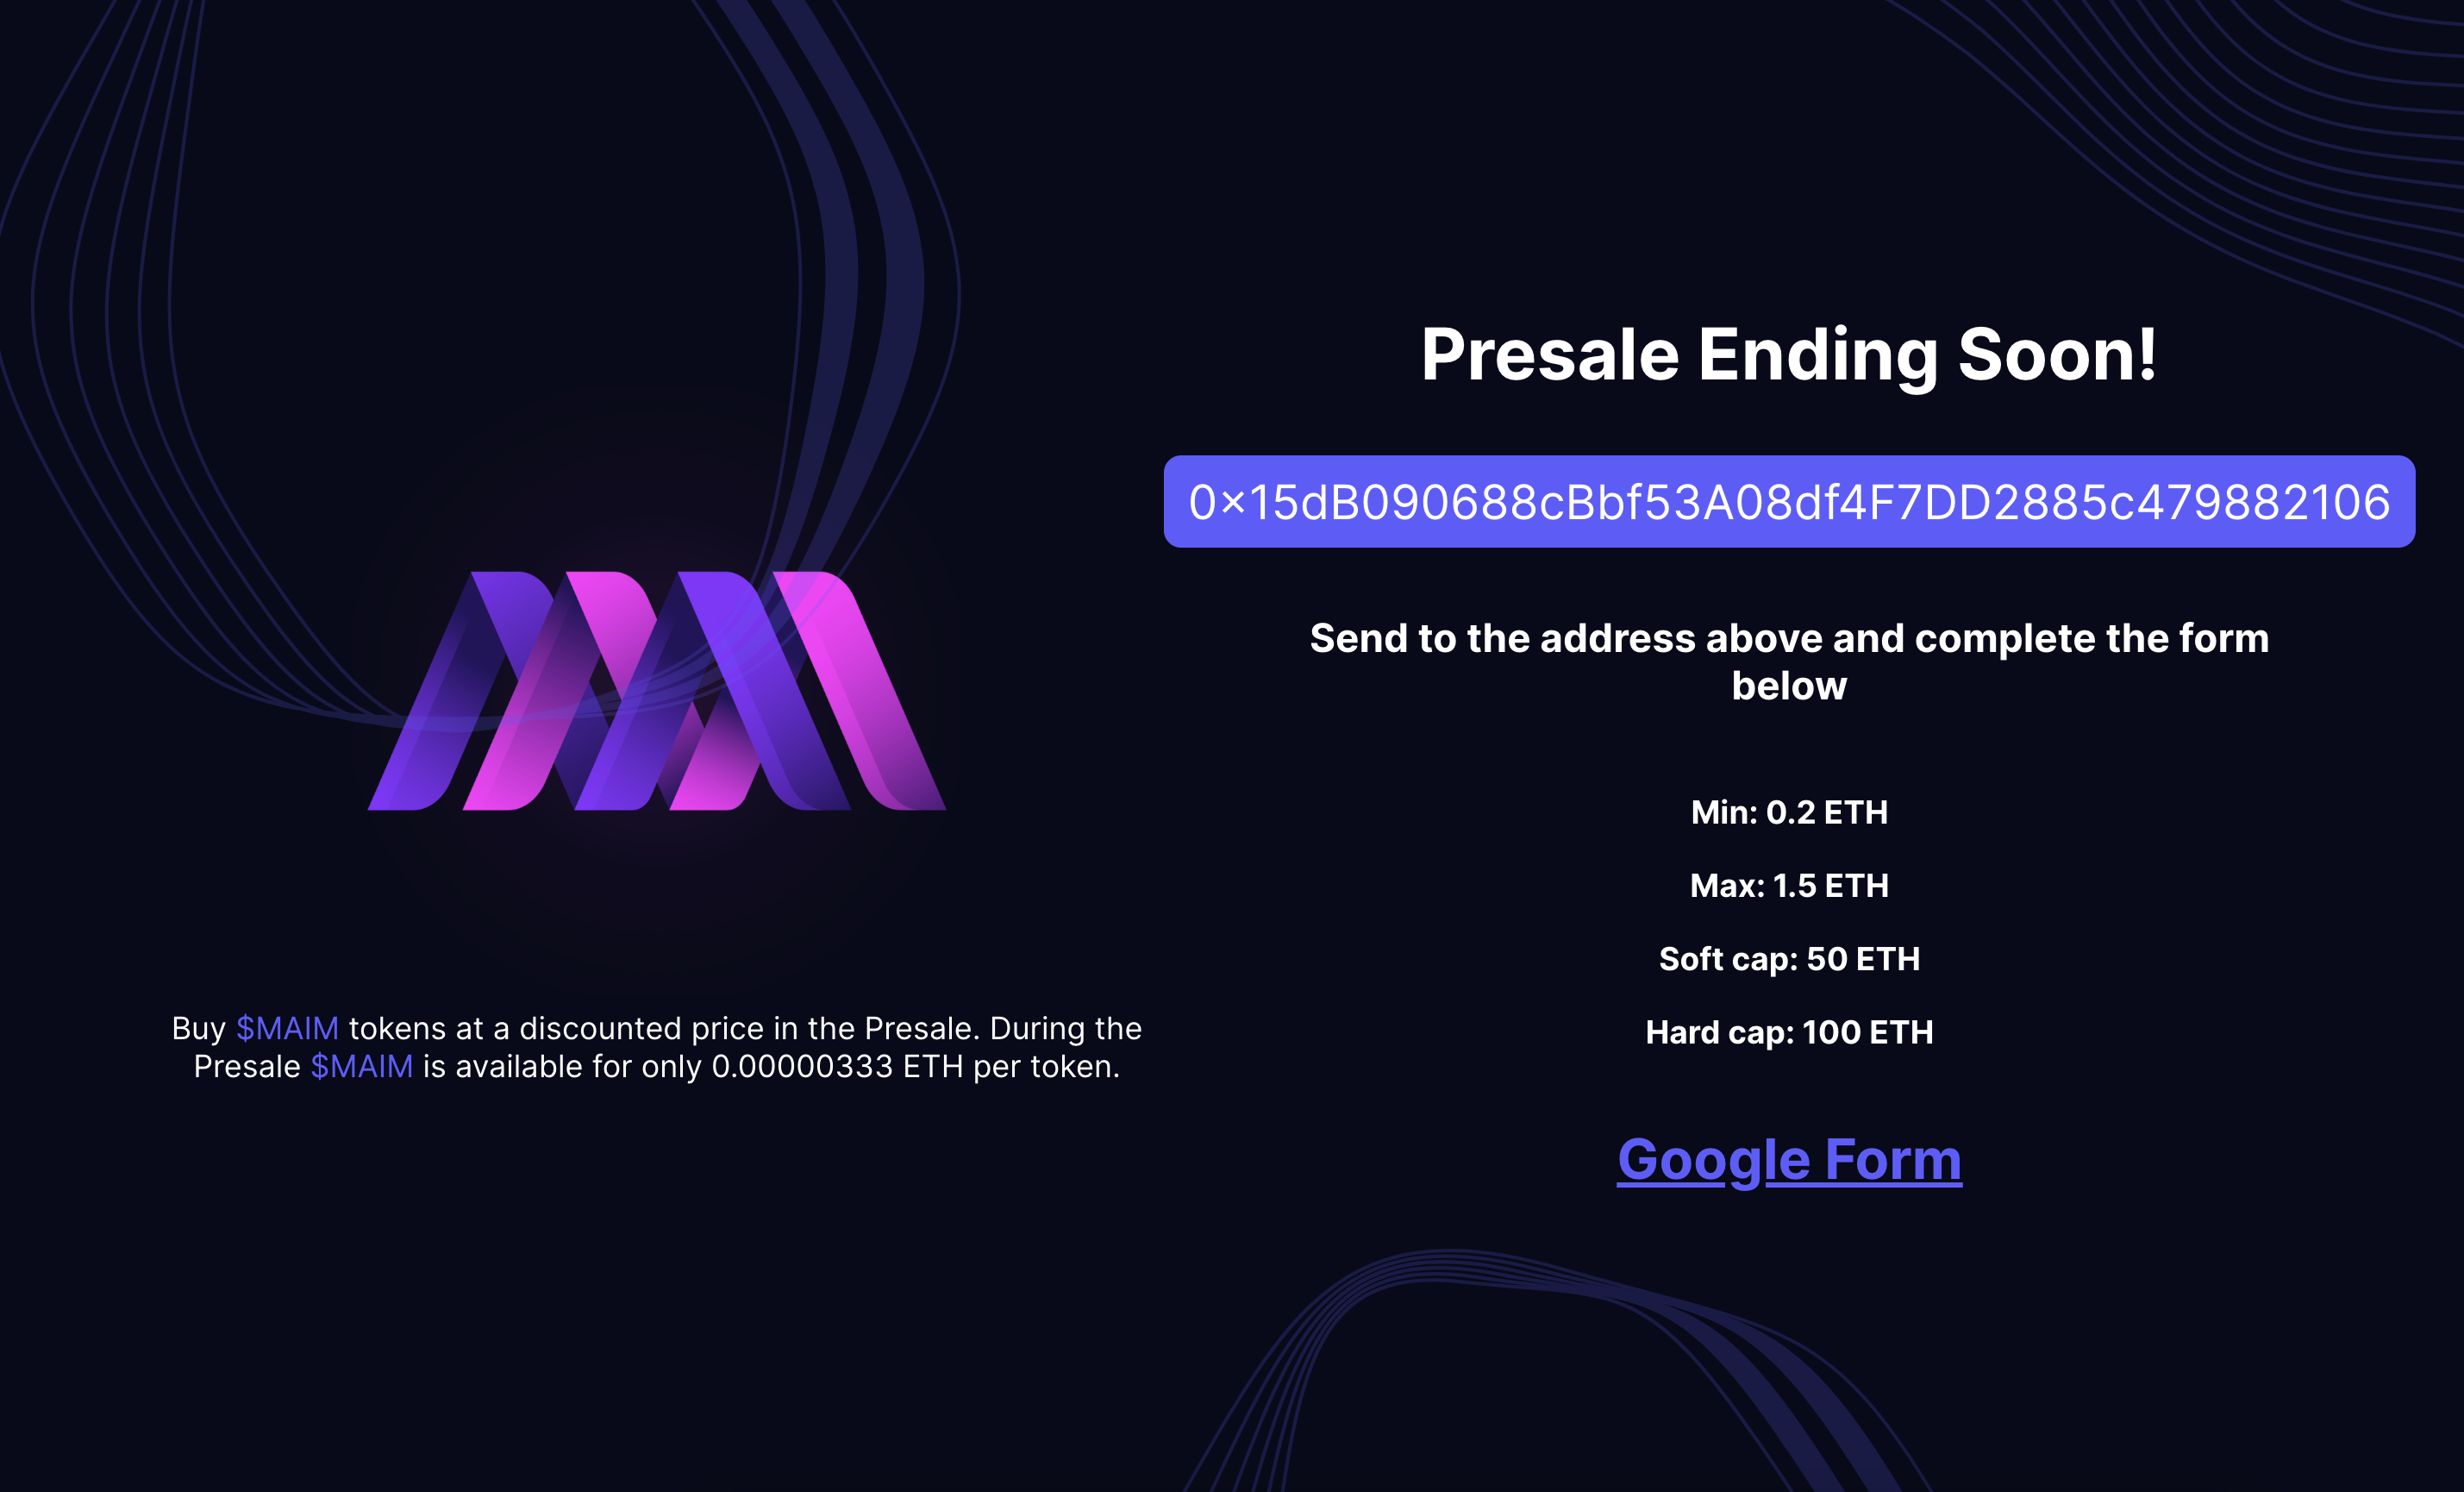 Presale Ending Soon!
0×15dB090688cBbf53A08df4F7DD2885c479882106
Send to the address above and complete the form
below
Min: 0.2 ETH
Max: 1.5 ETH
Soft cap: 50 ETH
Hard cap: 100 ETH
Google Form
Buy $MAIM tokens at a discounted price in the Presale. During the
Presale $MAIM is available for only 0.00000333 ETH per token.